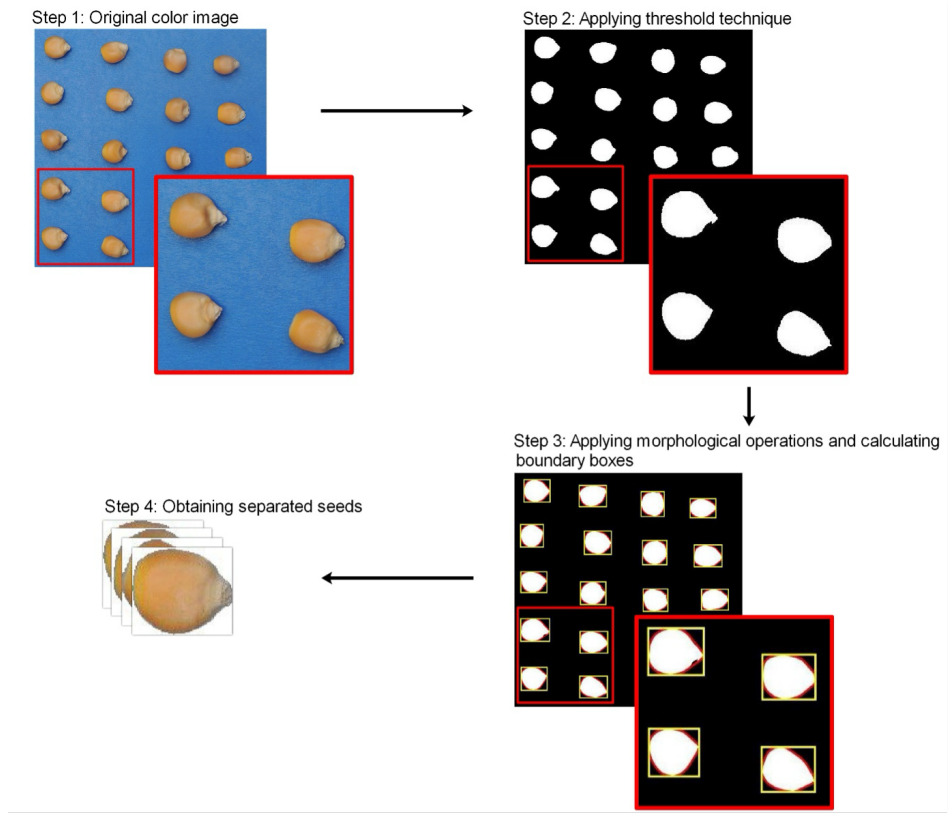 Step 1: Original color image
Step 2: Applying threshold technique
Step 3: Applying morphological operations and calculating
boundary boxes
Step 4: Obtaining separated seeds